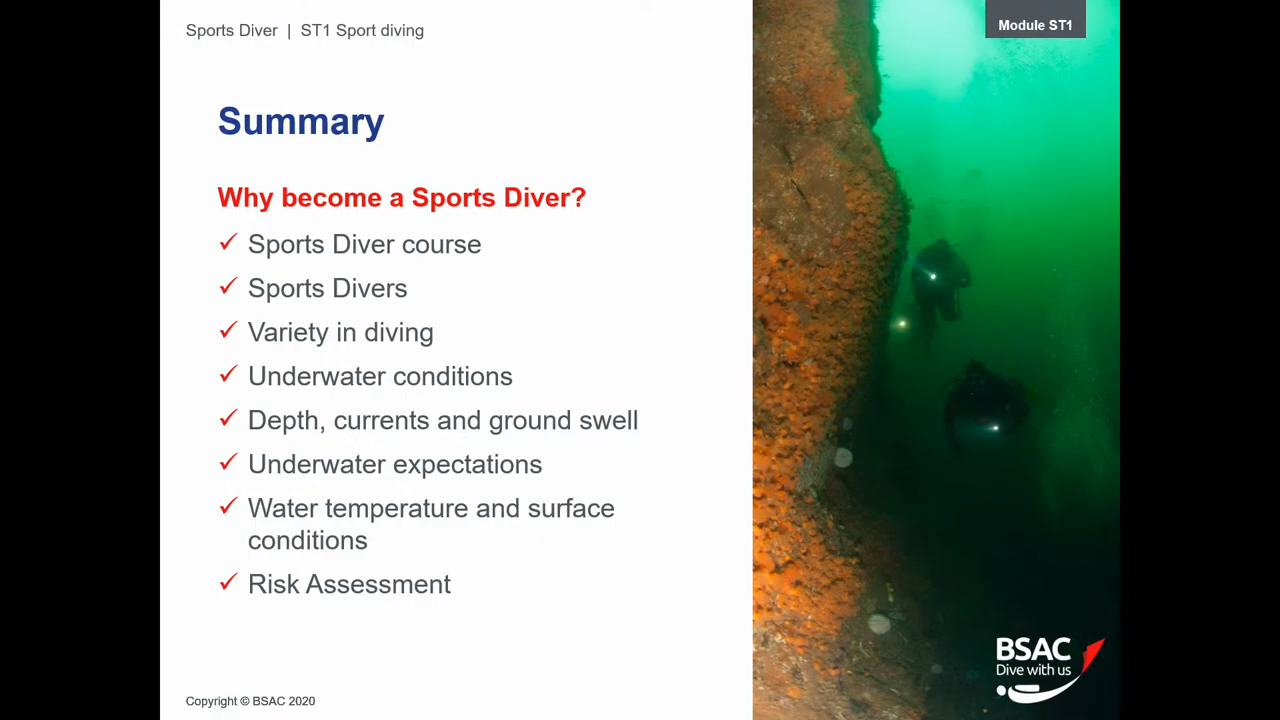 Sports Diver | ST1 Sport diving
Module ST1
Summary
Why become a Sports Diver?
✓ Sports Diver course
✓ Sports Divers
✓ Variety in diving
✓ Underwater conditions
✓ Depth, currents and ground swell
✓ Underwater expectations
✓ Water temperature and surface
conditions
✓ Risk Assessment
BSAC
Dive with us
Copyright © BSAC 2020